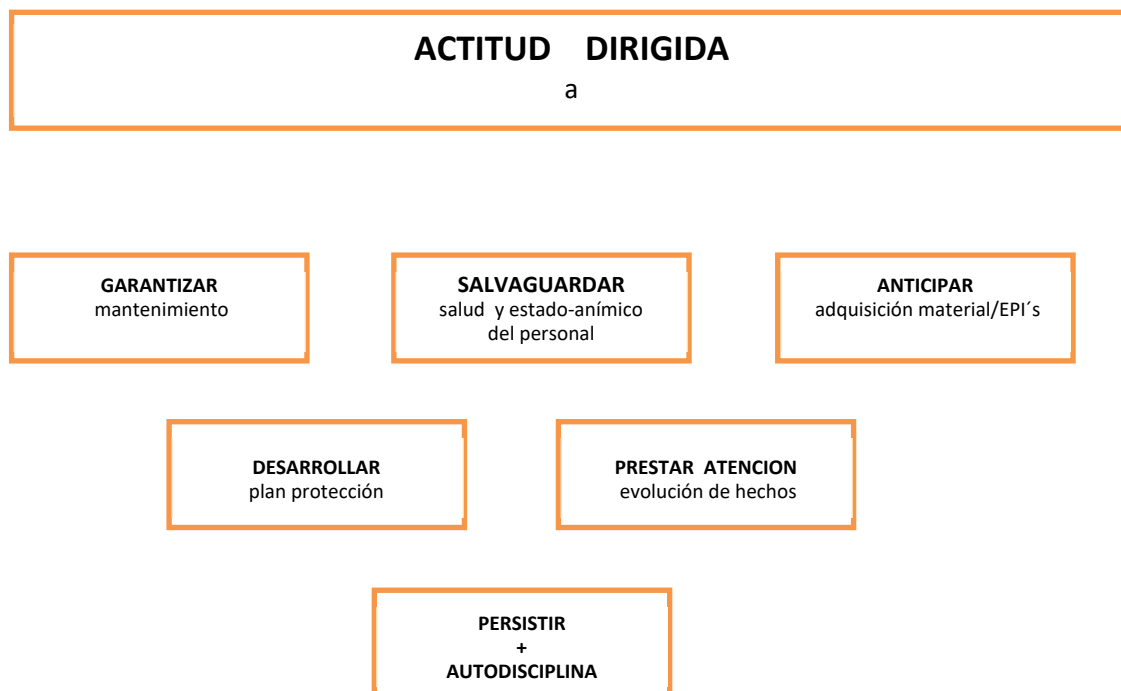 ACTITUD DIRIGIDA
a
GARANTIZAR
mantenimiento
SALVAGUARDAR
salud y estado-anímico
del personal
ANTICIPAR
adquisición material/EPI´s
DESARROLLAR
plan protección
PRESTAR ATENCION
evolución de hechos
PERSISTIR
+
AUTODISCIPLINA